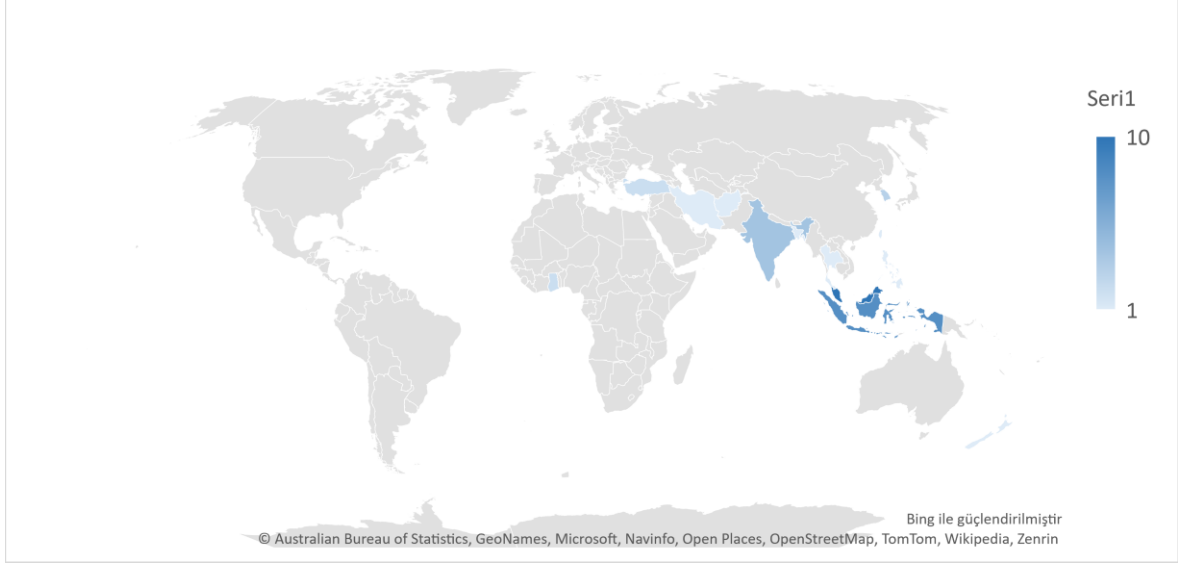 Seri1
10
1
Bing ile güçlendirilmiştir
© Australian Bureau of Statistics, GeoNames, Microsoft, Navinfo, Open Places, OpenStreetMap, TomTom, Wikipedia, Zenrin